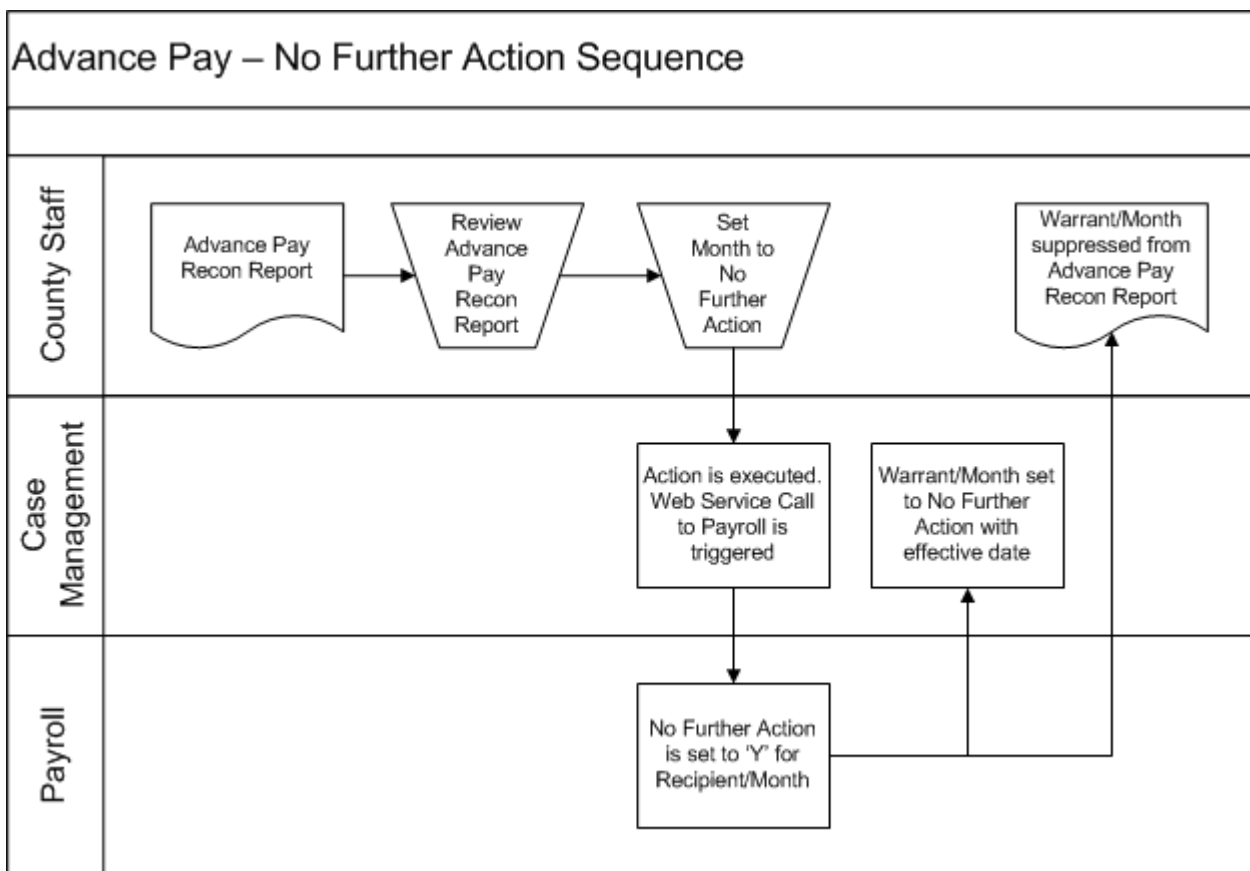 Advance Pay – No Further Action Sequence
County Staff
Advance Pay
Recon Report
Review
Advance
Pay
Recon
Report
Set
Month to
No
Further
Action
Warrant/Month
suppressed from
Advance Pay
Recon Report
Case
Management
Action is executed.
Web Service Call
to Payroll is
triggered
Warrant/Month set
to No Further
Action with
effective date
Payroll
No Further Action
is set to ‘Y’ for
Recipient/Month